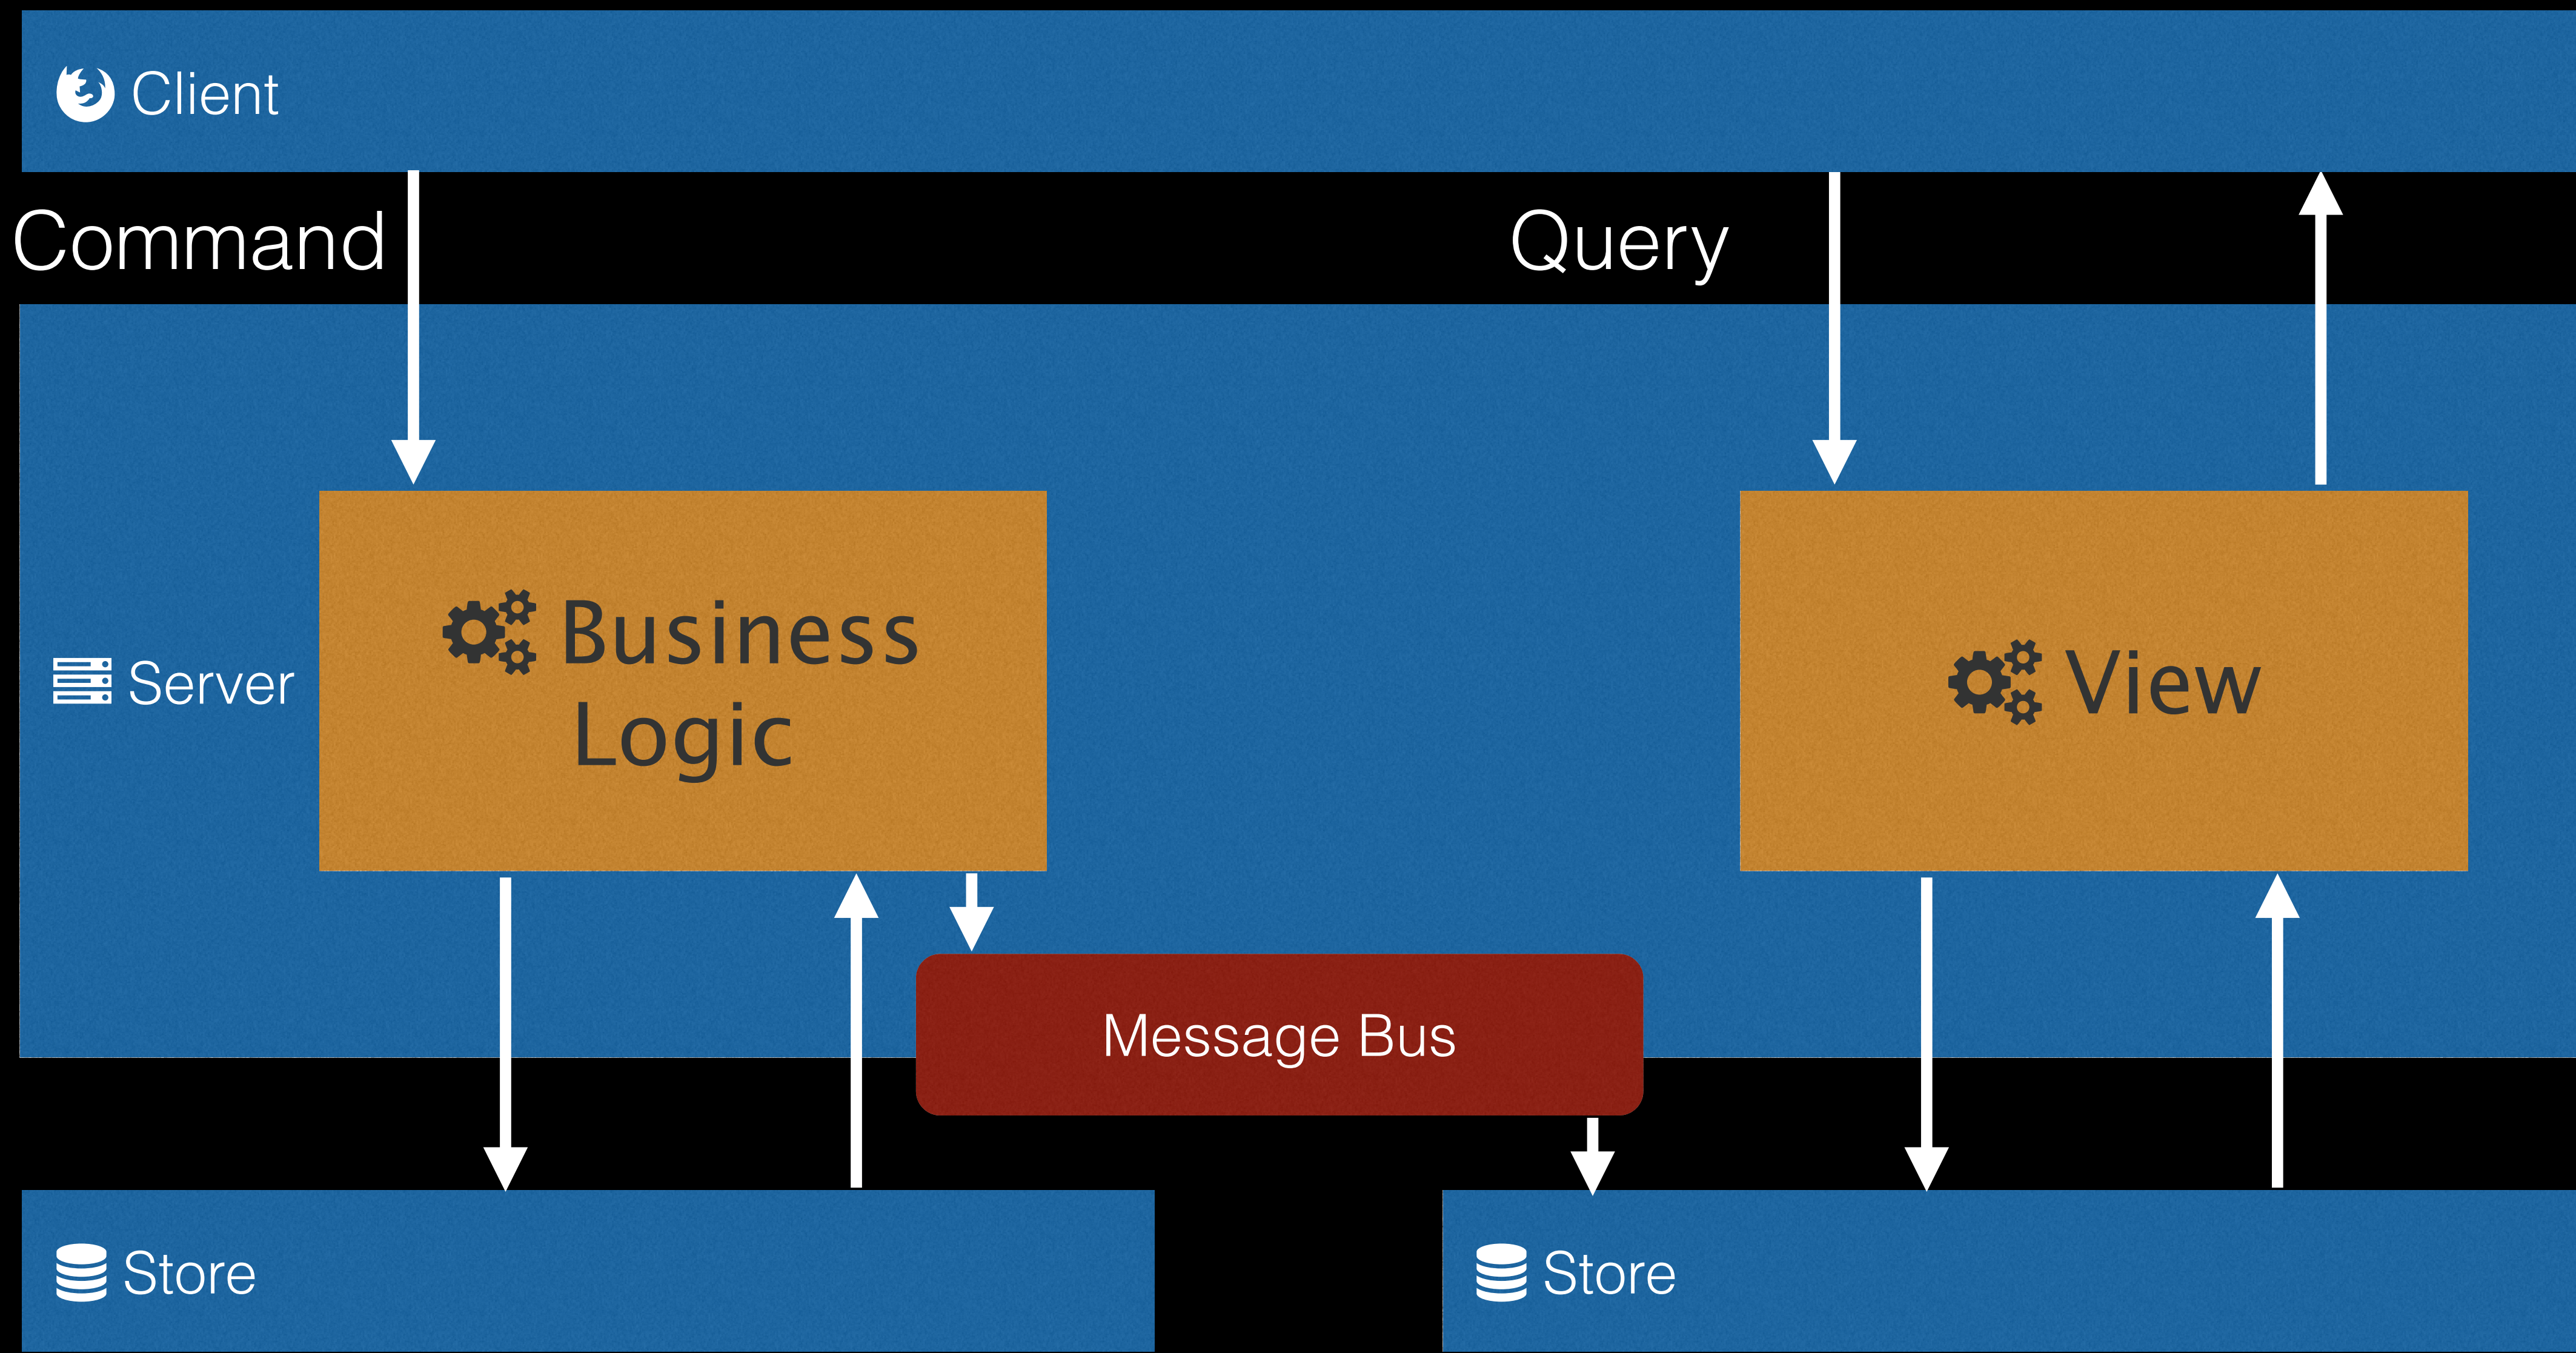 Client
Command
Query
Business
Logic
Server
View
Message Bus
Store
Store